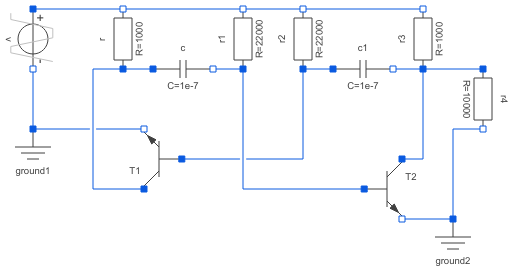 +
-
v
r
R=1000
c
C=1e-7
r1
R=22000
r2
R=22000
c1
C=1e-7
r3
R=1000
r4
R=10000
T1
T2
ground1
ground2